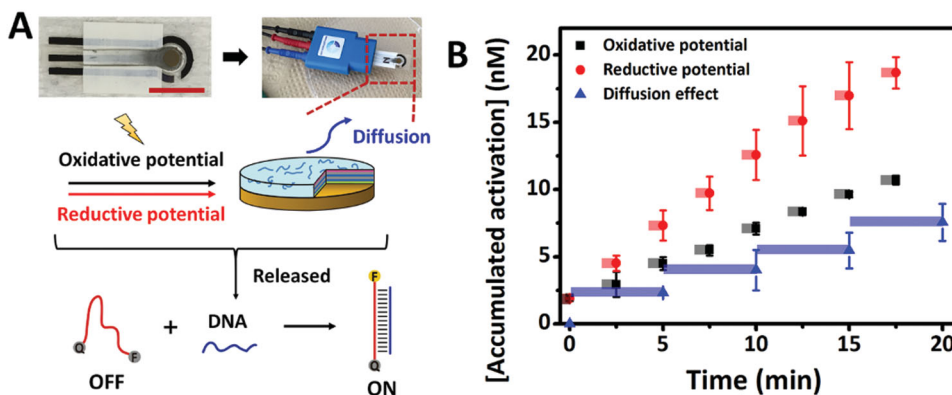 A
Diffusion
Oxidative potential
Reductive potential
Released
F
Q
F
+
DNA
OFF
Q
ON
B
Oxidative potential
Reductive potential
Diffusion effect
[Accumulated activation] (nM)
20
15
10
5
0
0
5
10
15
20
Time (min)